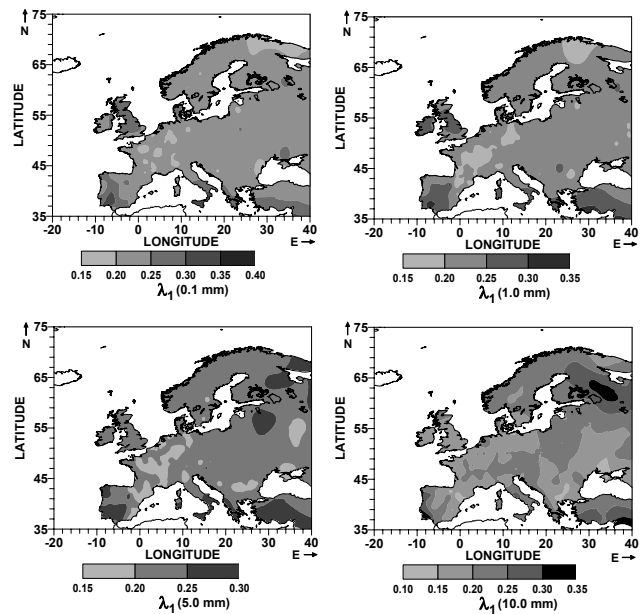 75
N
65
55
45
35
LATITUDE
-20 -10 0 10 20 30 40
LONGITUDE E
0.15 0.20 0.25 0.30 0.35 0.40
λ1 (0.1 mm)
75
N
65
55
45
35
LATITUDE
-20 -10 0 10 20 30 40
LONGITUDE E
0.15 0.20 0.25 0.30 0.35
λ1 (1.0 mm)
75
N
65
55
45
35
LATITUDE
-20 -10 0 10 20 30 40
LONGITUDE E
0.15 0.20 0.25 0.30
λ1 (5.0 mm)
75
N
65
55
45
35
LATITUDE
-20 -10 0 10 20 30 40
LONGITUDE E
0.10 0.15 0.20 0.25 0.30 0.35
λ1 (10.0 mm)